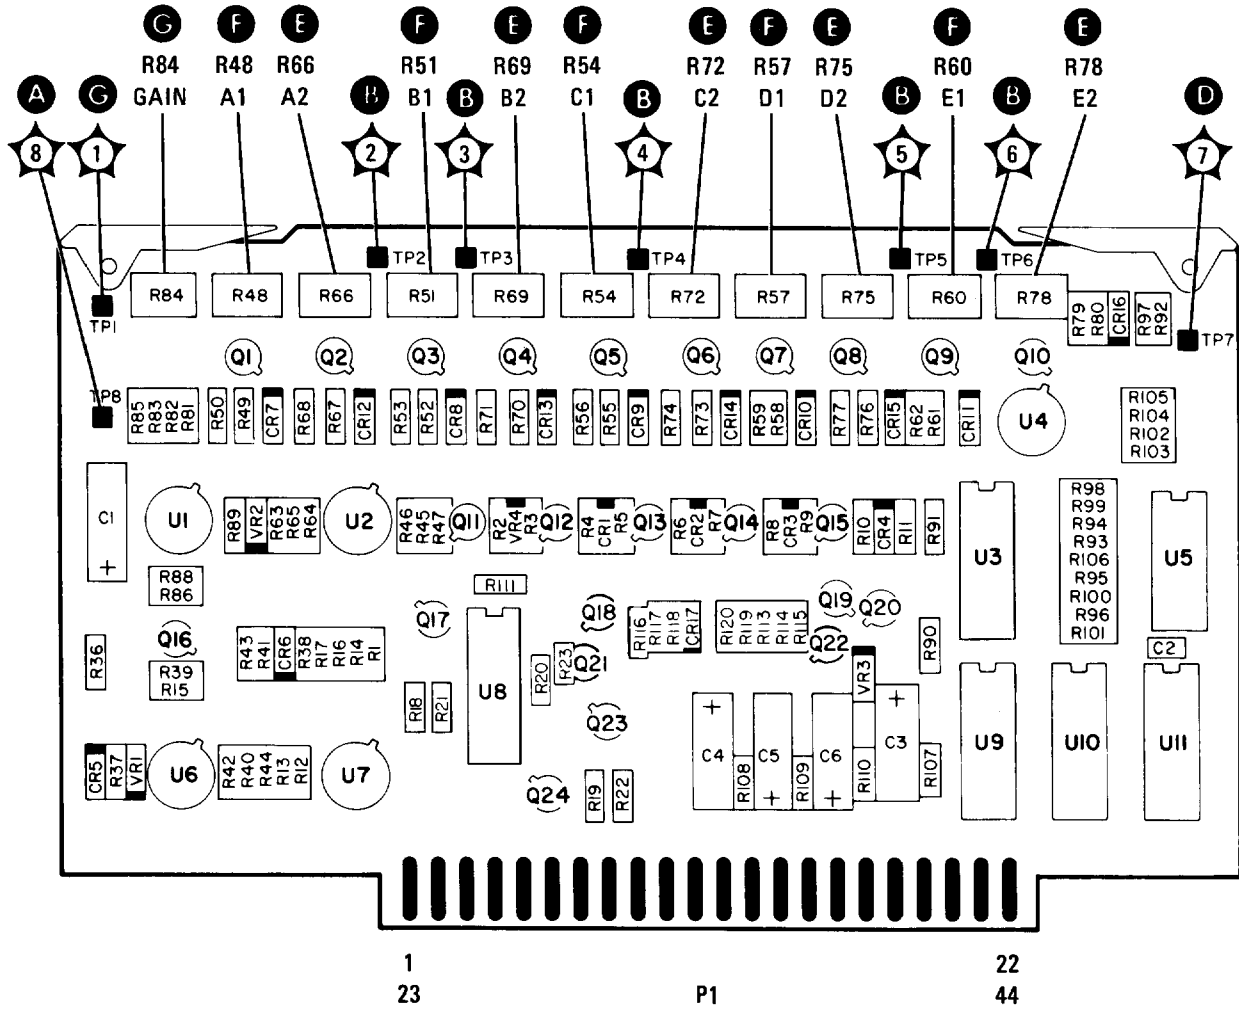 G F E F E F E F E F E
R84 R48 R66 R51 R69 R54 R72 R57 R75 R60 R78
GAIN A1 A2 B1 B2 C1 C2 D1 D2 E1 E2
A G B B B B B D
8 1 2 3 4 5 6 7
TP2 TP3 TP4 TP5 TP6
R84 R48 R66 R51 R69 R54 R72 R57 R75 R60 R78
R79 R80 CR16 R97 R92
TP1 TP7
Q1 Q2 Q3 Q4 Q5 Q6 Q7 Q8 Q9 Q10
TP8
R85 R83 R82 R81 R50 R49 CR7 R68 R67 CR12 R53 R52 CR8 R71 R70 CR13 R56 R55 CR9 R74 R73 CR14 R59 R58 CR10 R77 R76 CR15 R62 R61 CR11 U4
R105
R104
R102
R103
C1 U1 R89 VR2 R63 R65 R64 U2 R46 R45 R47 Q11 R2 VR4 R3 Q12 R4 CR1 R5 Q13 R6 CR2 R7 Q14 R8 CR3 R9 Q15 R10 CR4 R11 R91 U3
+
R98
R99
R94
R93
R106
R95
R100
R96
R101
U5
R88
R86
R111
Q16 Q17 Q18 R116 R117 R118 CR17 R120 R119 R113 R114 R115 Q19 Q20
R36 R43 R41 CR6 R38 R17 R16 R14 R1 Q21 R23 Q22 R90 C2
R39
R15
R18 R21 U8 R20 VR3
Q23
CR5 R37 VR1 U6 R42 R40 R44 R13 R12 U7
+ +
C4 R108 C5 R109 C6 R110 C3 R107 U9 U10 U11
+ +
Q24 R19 R22
1 22
23 P1 44